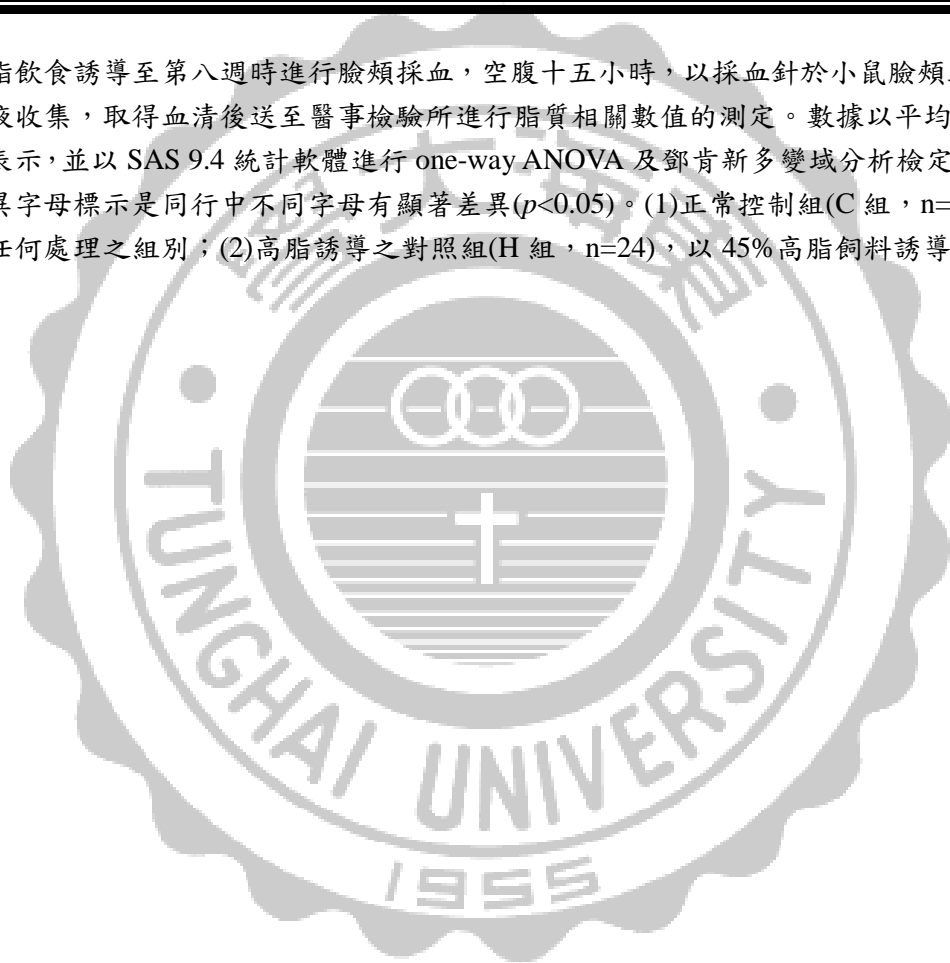 脂飲食誘導至第八週時進行臉頰採血，空腹十五小時，以採血針於小鼠臉頰
液收集，取得血清後送至醫事檢驗所進行脂質相關數值的測定。數據以平均
表示，並以 SAS 9.4 統計軟體進行 one-way ANOVA 及鄧肯新多變域分析檢定
異字母標示是同行中不同字母有顯著差異(p<0.05)。(1)正常控制組(C 組，n=
任何處理之組別；(2)高脂誘導之對照組(H 組，n=24)，以 45%高脂飼料誘導
TUNGHAI UNIVERSITY
1955